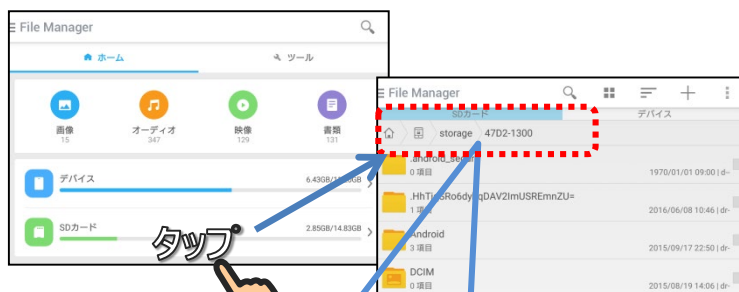 File Manager
ホーム
ツール
画像
15
オーディオ
347
映像
129
書類
131
デバイス
SDカード
2.85GB/14.83GB
タップ
File Manager
SDカード
デバイス
storage
47D2-1300
0 項目
1970/01/01 09:00 | d--
1 項目
2016/06/08 10:46 | dr-
Android
3 項目
2015/09/17 22:50 | dr-
DCIM
0 項目
2015/08/19 14:06 | dr-